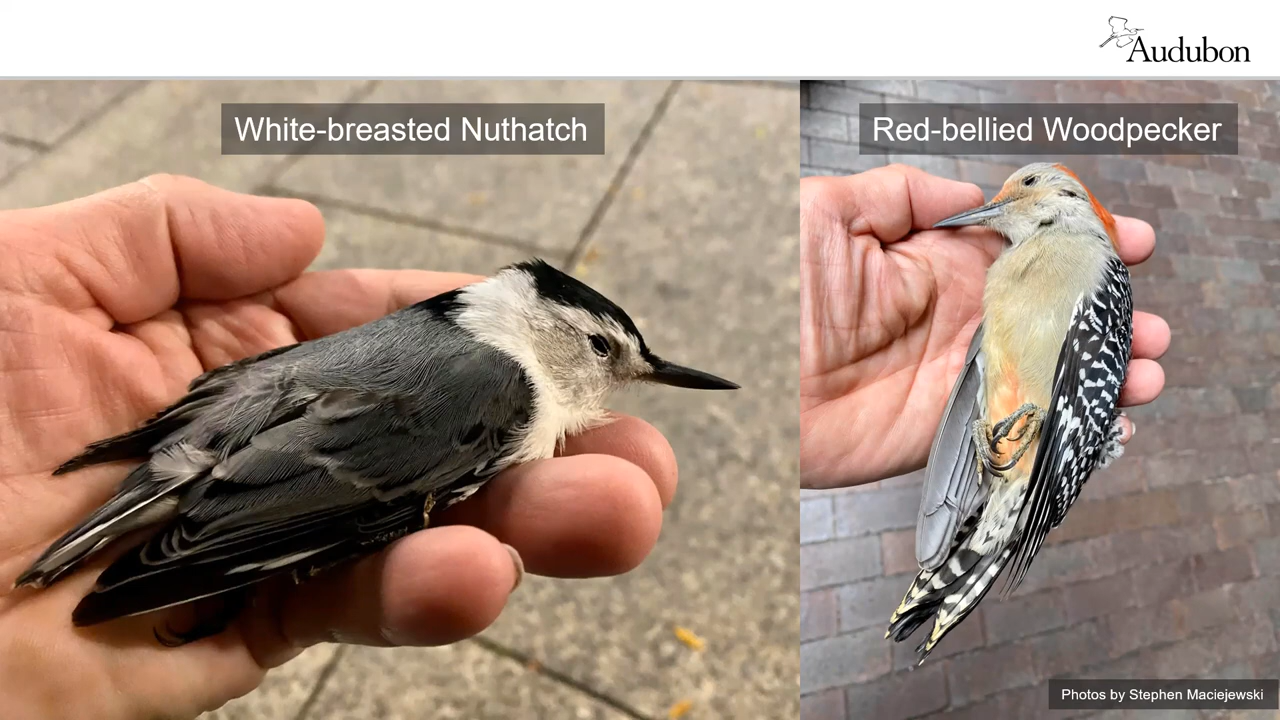 Audubon
White-breasted Nuthatch
Red-bellied Woodpecker
Photos by Stephen Maciejewski